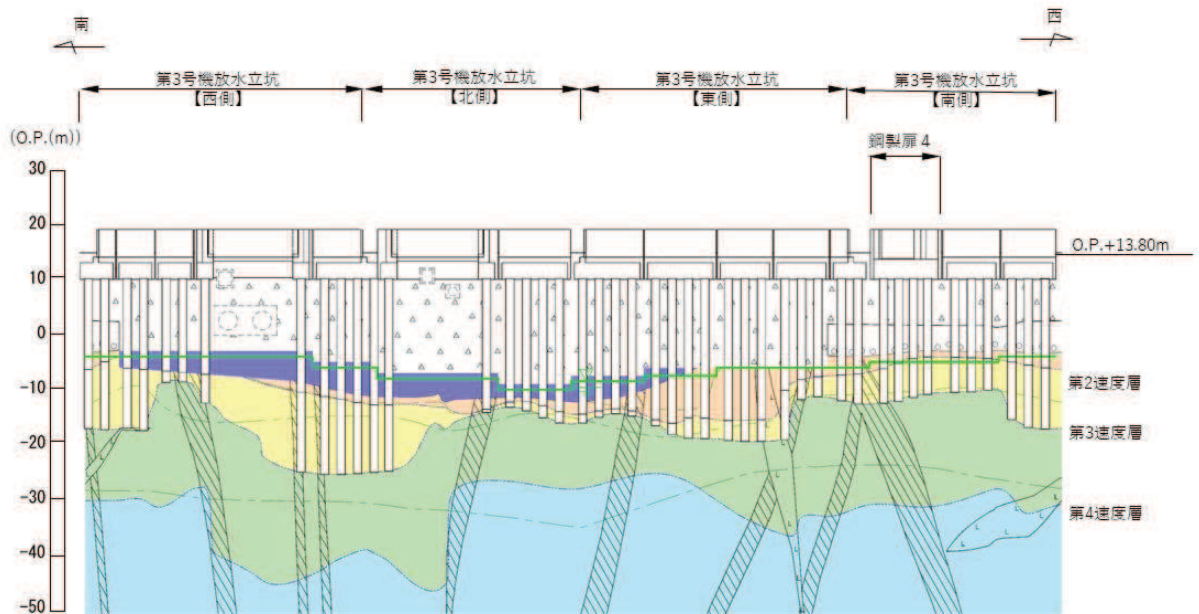 南
西
第3号機放水立坑
【西側】
第3号機放水立坑
【北側】
第3号機放水立坑
【東側】
第3号機放水立坑
【南側】
(O.P.(m))
鋼製扉4
30
20
O.P.+13.80m
10
0
-10
第2速度層
-20
第3速度層
-30
第4速度層
-40
-50